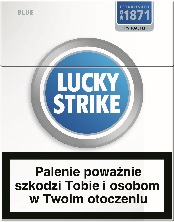 BLUE
1871
LUCKY
STRIKE
Palenie poważnie
szkodzi Tobie i osobom
w Twoim otoczeniu